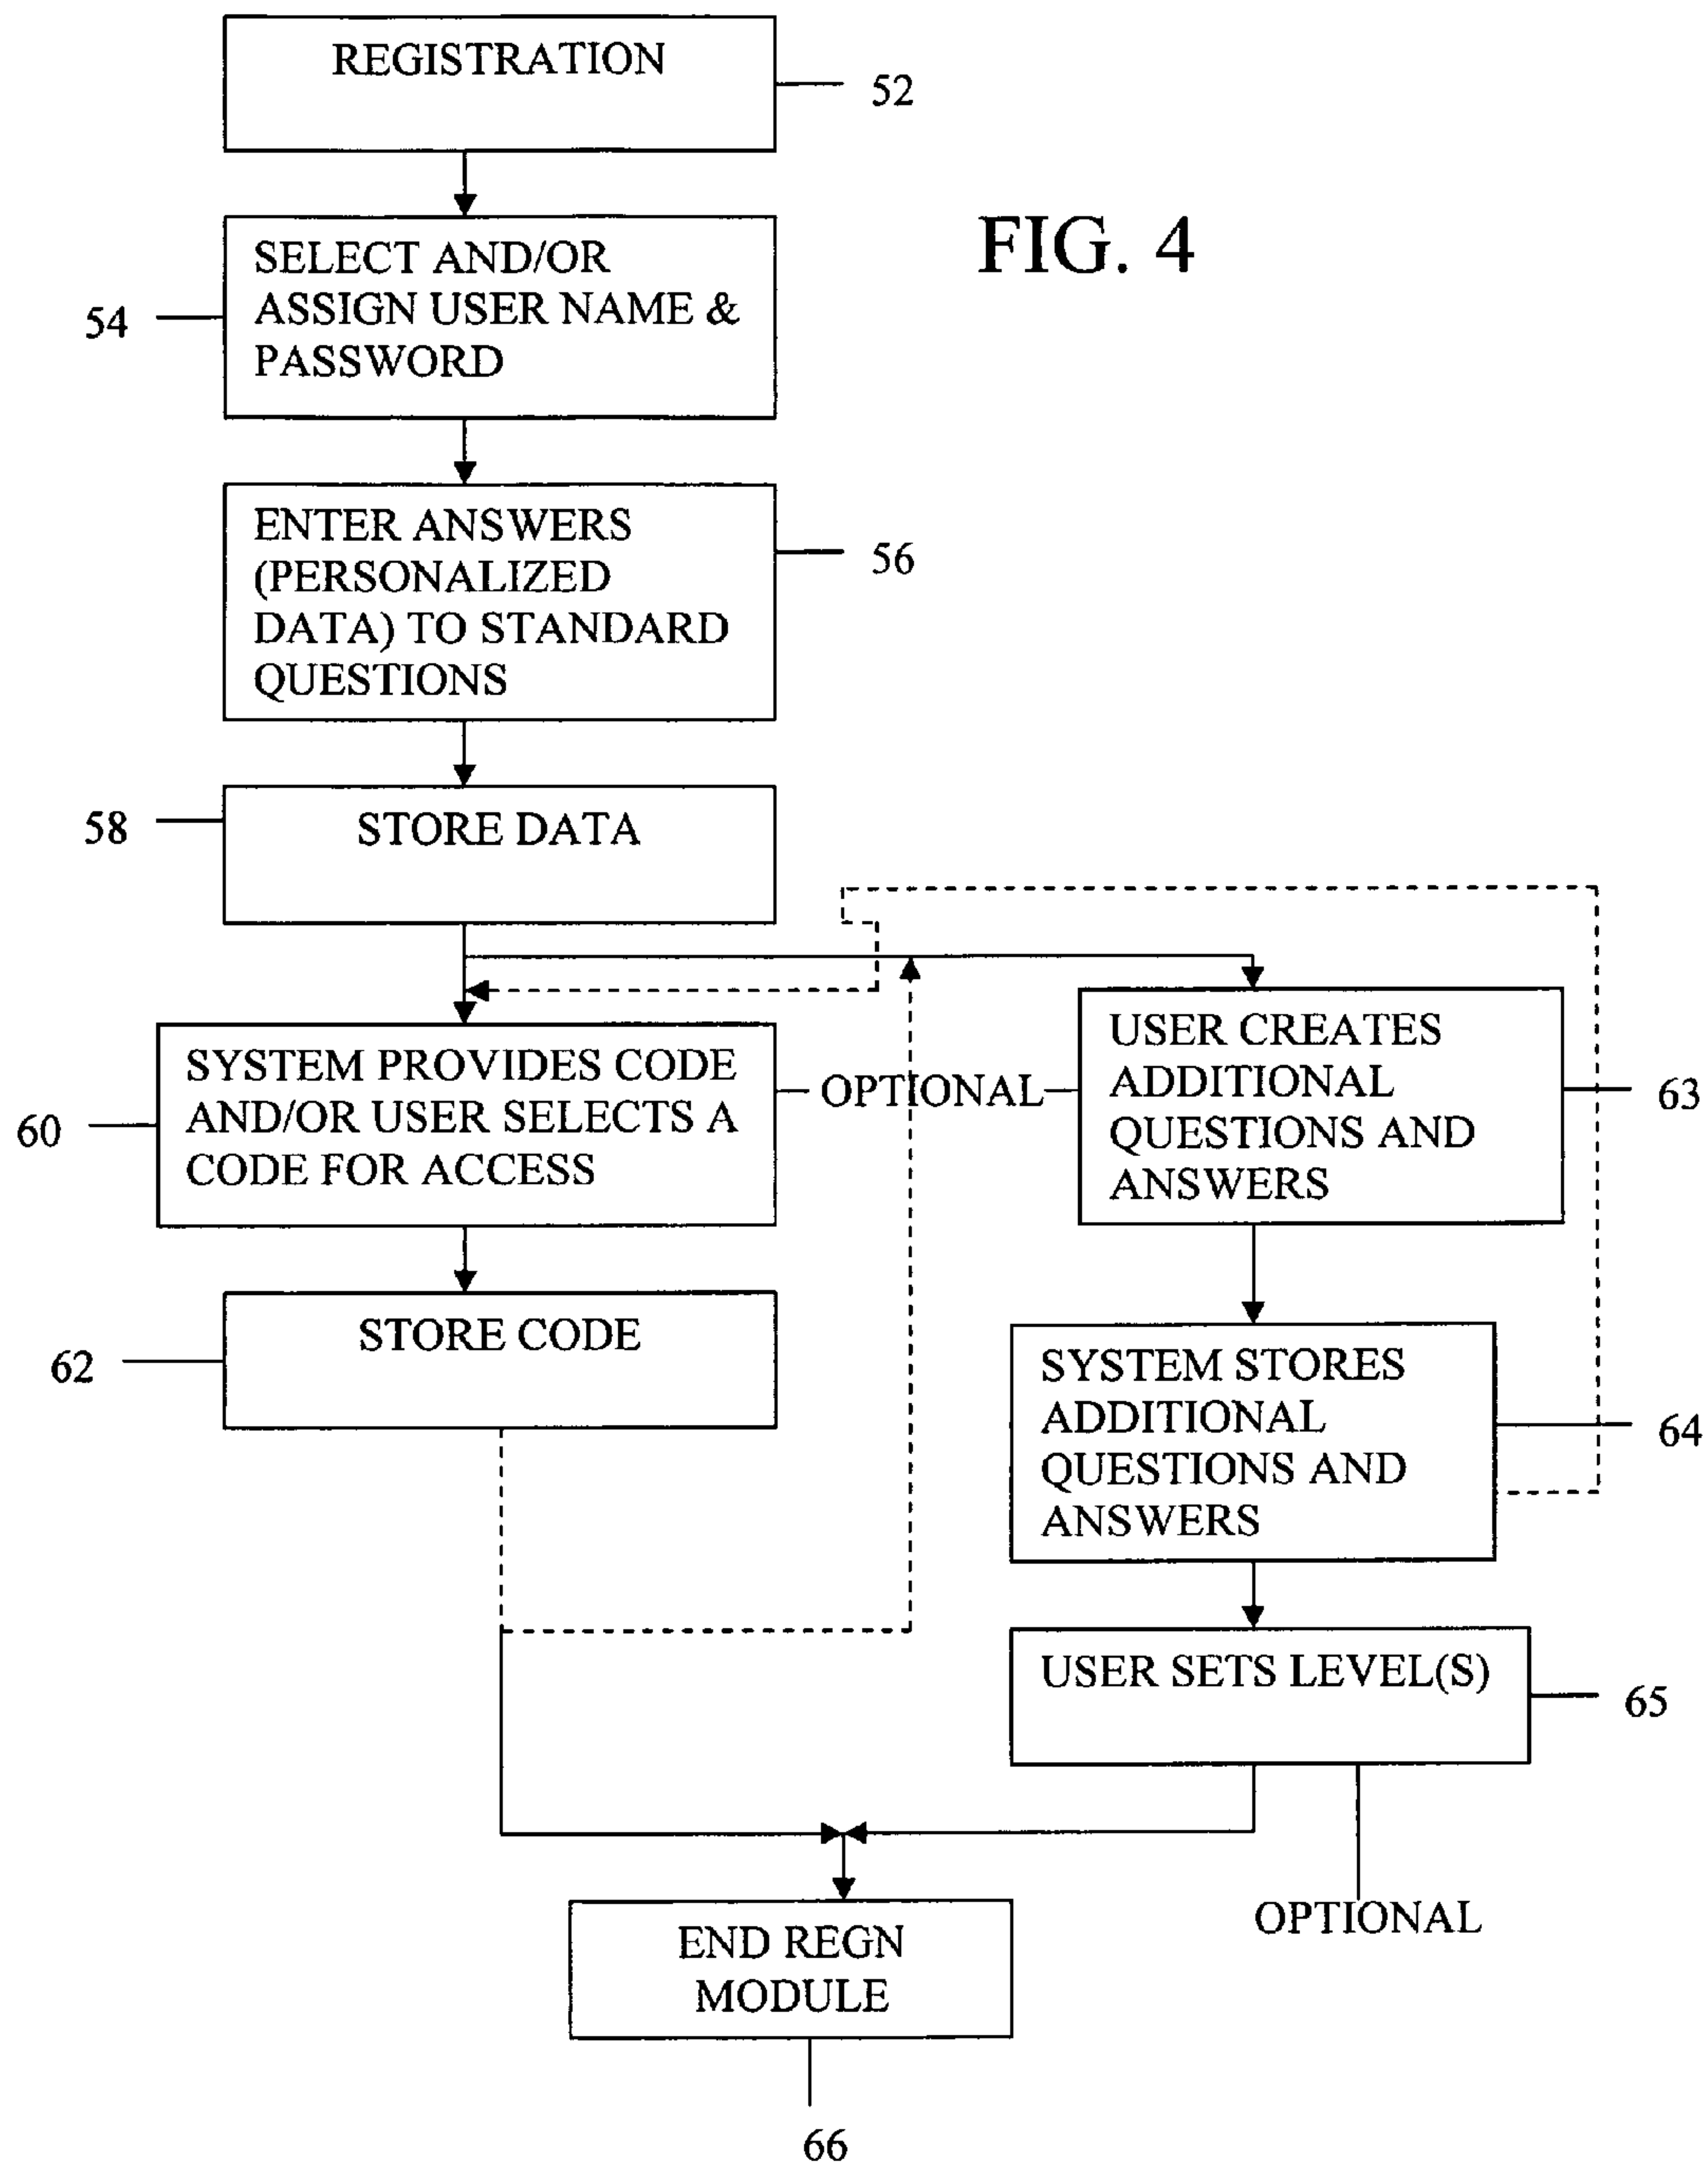 REGISTRATION
52
FIG. 4
SELECT AND/OR
ASSIGN USER NAME &
PASSWORD
54
ENTER ANSWERS
(PERSONALIZED
DATA) TO STANDARD
QUESTIONS
56
STORE DATA
58
SYSTEM PROVIDES CODE
AND/OR USER SELECTS A
CODE FOR ACCESS
60
OPTIONAL
USER CREATES
ADDITIONAL
QUESTIONS AND
ANSWERS
63
STORE CODE
62
SYSTEM STORES
ADDITIONAL
QUESTIONS AND
ANSWERS
64
USER SETS LEVEL(S)
65
OPTIONAL
END REGN
MODULE
66